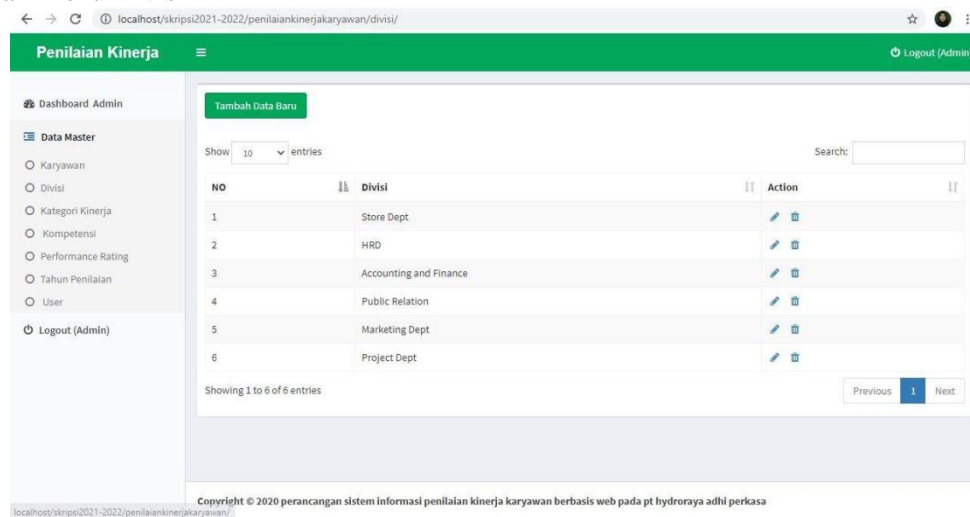 localhost/skripsi2021-2022/penilaiankinerjakaryawan/divisi/
Penilaian Kinerja
Logout (Admin
Dashboard Admin
Data Master
Karyawan
Divisi
Kategori Kinerja
Kompetensi
Performance Rating
Tahun Penilaian
User
Logout (Admin)
Tambah Data Baru
Show 10 entries Search:
NO Divisi Action
1 Store Dept
2 HRD
3 Accounting and Finance
4 Public Relation
5 Marketing Dept
6 Project Dept
Showing 1 to 6 of 6 entries Previous 1 Next
Copyright © 2020 perancangan sistem informasi penilaian kinerja karyawan berbasis web pada pt hydroraya adhi perkasa
localhost/skripsi2021-2022/penilaiankinerjakaryawan/